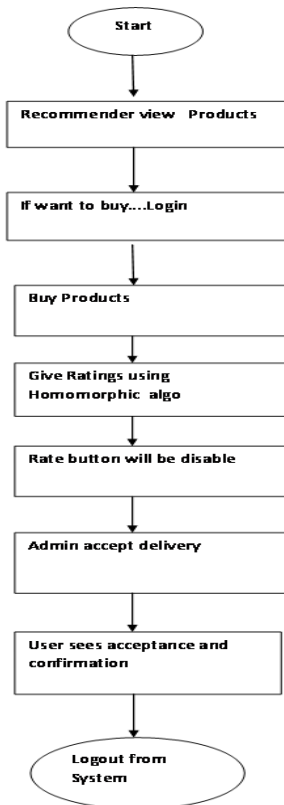 Start
Recommender view Products
If want to buy....Login
Buy Products
Give Ratings using
Homomorphic algo
Rate button will be disable
Admin accept delivery
User sees acceptance and
confirmation
Logout from
System